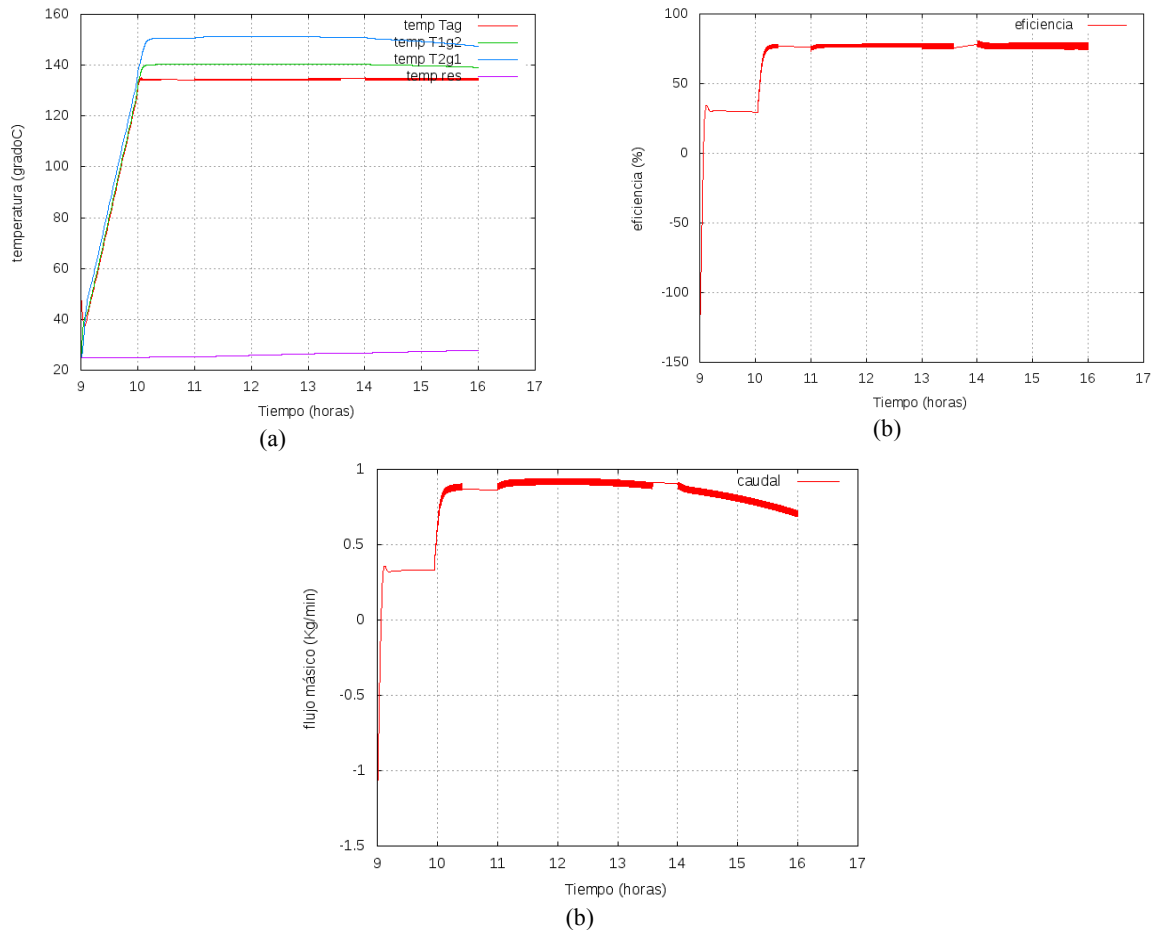 temperatura (gradoC)
160
140
120
100
80
60
40
20
temp Tag
temp T1g2
temp T2g1
temp res
9 10 11 12 13 14 15 16 17
Tiempo (horas)
(a)
eficiencia (%)
100
50
0
-50
-100
-150
eficiencia
9 10 11 12 13 14 15 16 17
Tiempo (horas)
(b)
flujo másico (Kg/min)
1
0.5
0
-0.5
-1
-1.5
caudal
9 10 11 12 13 14 15 16 17
Tiempo (horas)
(b)